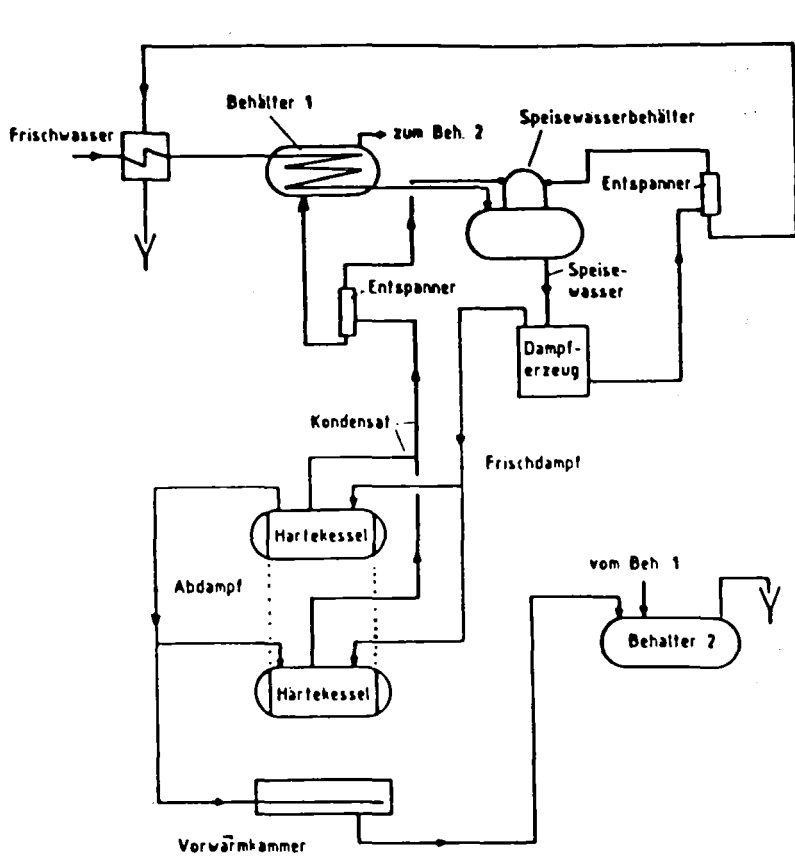 Behälter 1
Frischwasser
zum Beh. 2
Speisewasserbehälter
Entspanner
Entspanner
Speise-
wasser
Dampf-
erzeug
Kondensat
Frischdampf
Härtekessel
Abdampf
vom Beh. 1
Behälter 2
Härtekessel
Vorwärmkammer